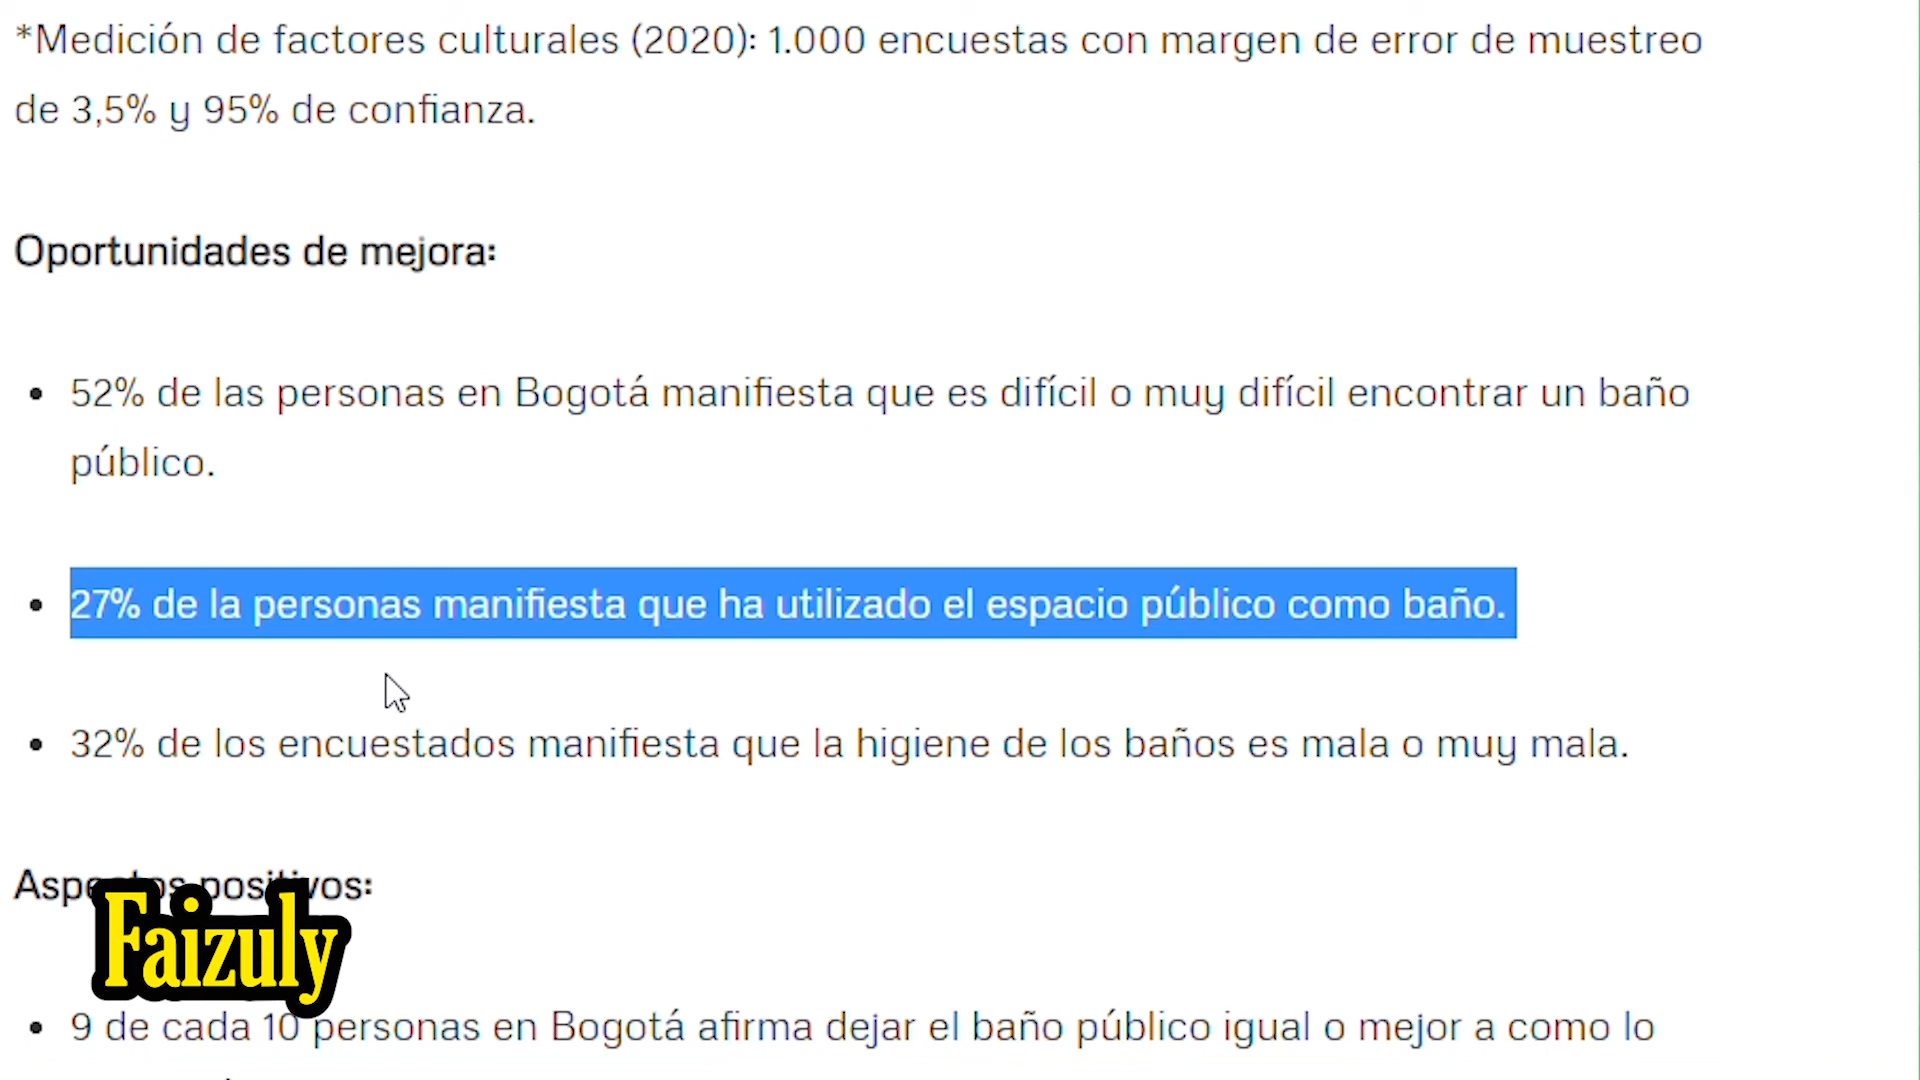 *Medición de factores culturales (2020): 1.000 encuestas con margen de error de muestreo
de 3,5% y 95% de confianza.
Oportunidades de mejora:
52% de las personas en Bogotá manifiesta que es difícil o muy difícil encontrar un baño
público.
27% de la personas manifiesta que ha utilizado el espacio público como baño.
32% de los encuestados manifiesta que la higiene de los baños es mala o muy mala.
Aspectos positivos:
Faizuly
9 de cada 10 personas en Bogotá afirma dejar el baño público igual o mejor a como lo